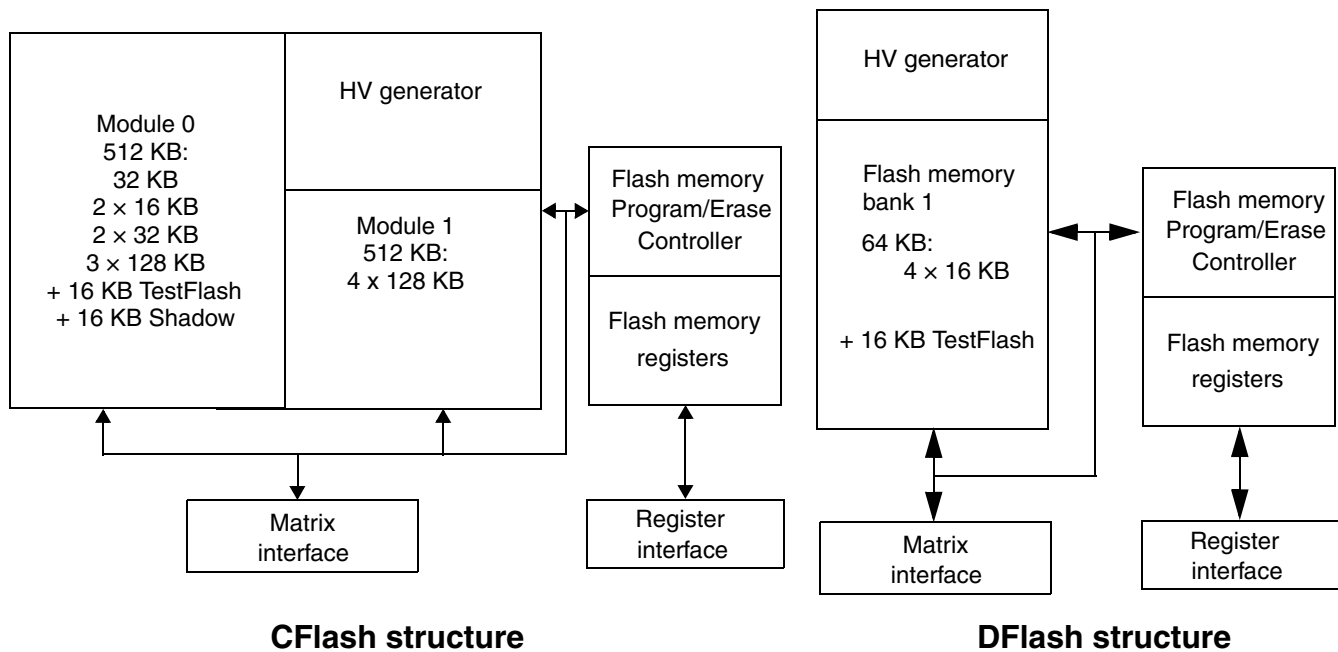 Module 0
512 KB:
32 KB
2 × 16 KB
2 × 32 KB
3 × 128 KB
+ 16 KB TestFlash
+ 16 KB Shadow
HV generator
Module 1
512 KB:
4 x 128 KB
Flash memory
Program/Erase
Controller
Flash memory
registers
Matrix
interface
Register
interface
CFlash structure
HV generator
Flash memory
bank 1
64 KB:
4 × 16 KB
+ 16 KB TestFlash
Flash memory
Program/Erase
Controller
Flash memory
registers
Matrix
interface
Register
interface
DFlash structure